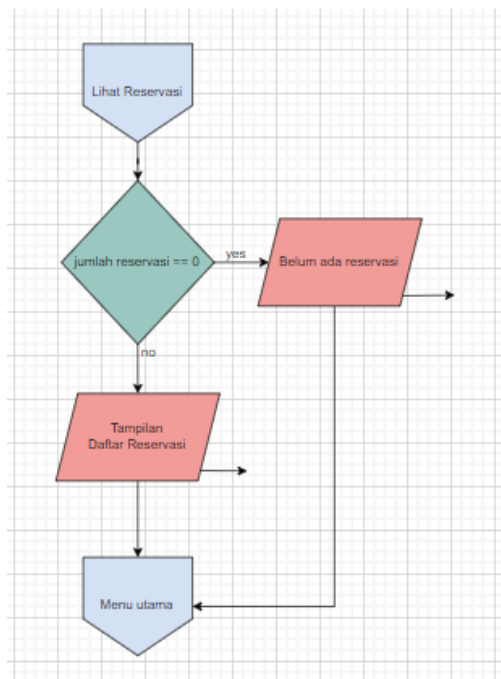 Lihat Reservasi
jumlah reservasi == 0
yes
Belum ada reservasi
no
Tampilan
Daftar Reservasi
Menu utama